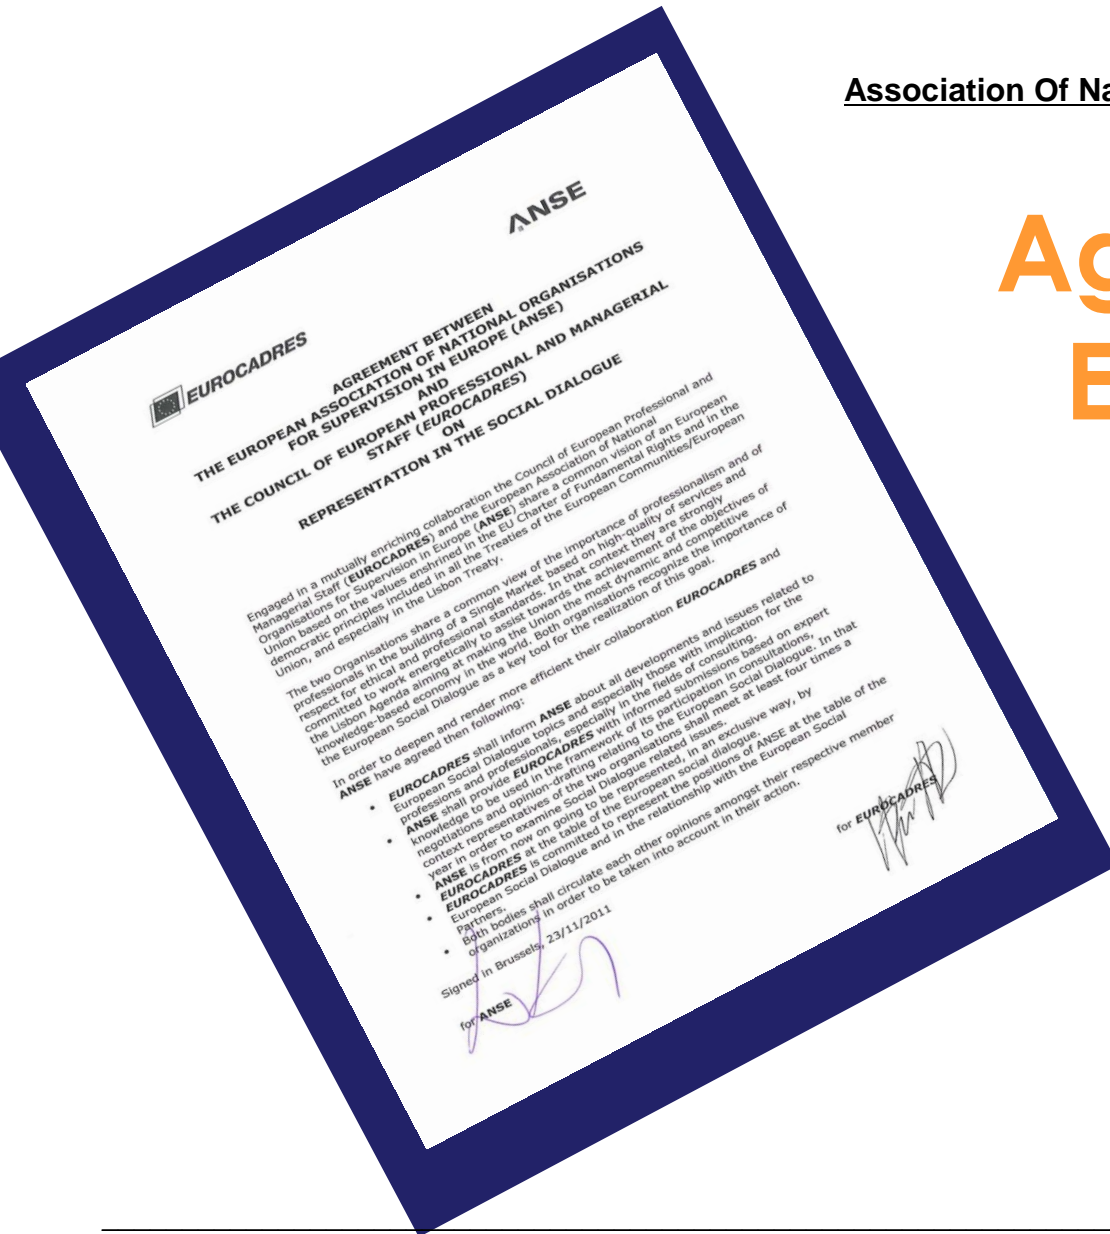 Association Of Na
Ag
E
ANSE
EUROCADRES
AGREEMENT BETWEEN
THE EUROPEAN ASSOCIATION OF NATIONAL ORGANISATIONS
FOR SUPERVISION IN EUROPE (ANSE)
AND
THE COUNCIL OF EUROPEAN PROFESSIONAL AND MANAGERIAL
STAFF (EUROCADRES)
ON
REPRESENTATION IN THE SOCIAL DIALOGUE
Engaged in a mutually enriching collaboration the Council of European Professional and
Managerial Staff (EUROCADRES) and the European Association of National
Organisations for Supervision in Europe (ANSE) share a common vision of an European
Union based on the values enshrined in the EU Charter of Fundamental Rights and in the
democratic principles included in all the Treaties of the European Communities/European
Union, and especially in the Lisbon Treaty.
The two Organisations share a common view of the importance of professionalism and of
professionals in the building of a Single Market based on high-quality of services and
respect for ethical and professional standards. In that context they are strongly
committed to work energetically to assist towards the achievement of the objectives of
the Lisbon Agenda aiming at making the Union the most dynamic and competitive
knowledge-based economy in the world. Both organisations recognize the importance of
the European Social Dialogue as a key tool for the realization of this goal.
In order to deepen and render more efficient their collaboration EUROCADRES and
ANSE have agreed then following:
• EUROCADRES shall inform ANSE about all developments and issues related to
European Social Dialogue topics and especially those with implication for the
professions and professionals, especially in the fields of consulting.
• ANSE shall provide EUROCADRES with informed submissions based on expert
knowledge to be used in the framework of its participation in consultations,
negotiations and opinion-drafting relating to the European Social Dialogue. In that
context representatives of the two organisations shall meet at least four times a
year in order to examine Social Dialogue related issues.
• ANSE is from now on going to be represented, in an exclusive way, by
EUROCADRES at the table of the European social dialogue.
• EUROCADRES is committed to represent the positions of ANSE at the table of the
European Social Dialogue and in the relationship with the European Social
Partners.
• Both bodies shall circulate each other opinions amongst their respective member
organizations in order to be taken into account in their action.
Signed in Brussels, 23/11/2011
for ANSE
for EUROCADRES